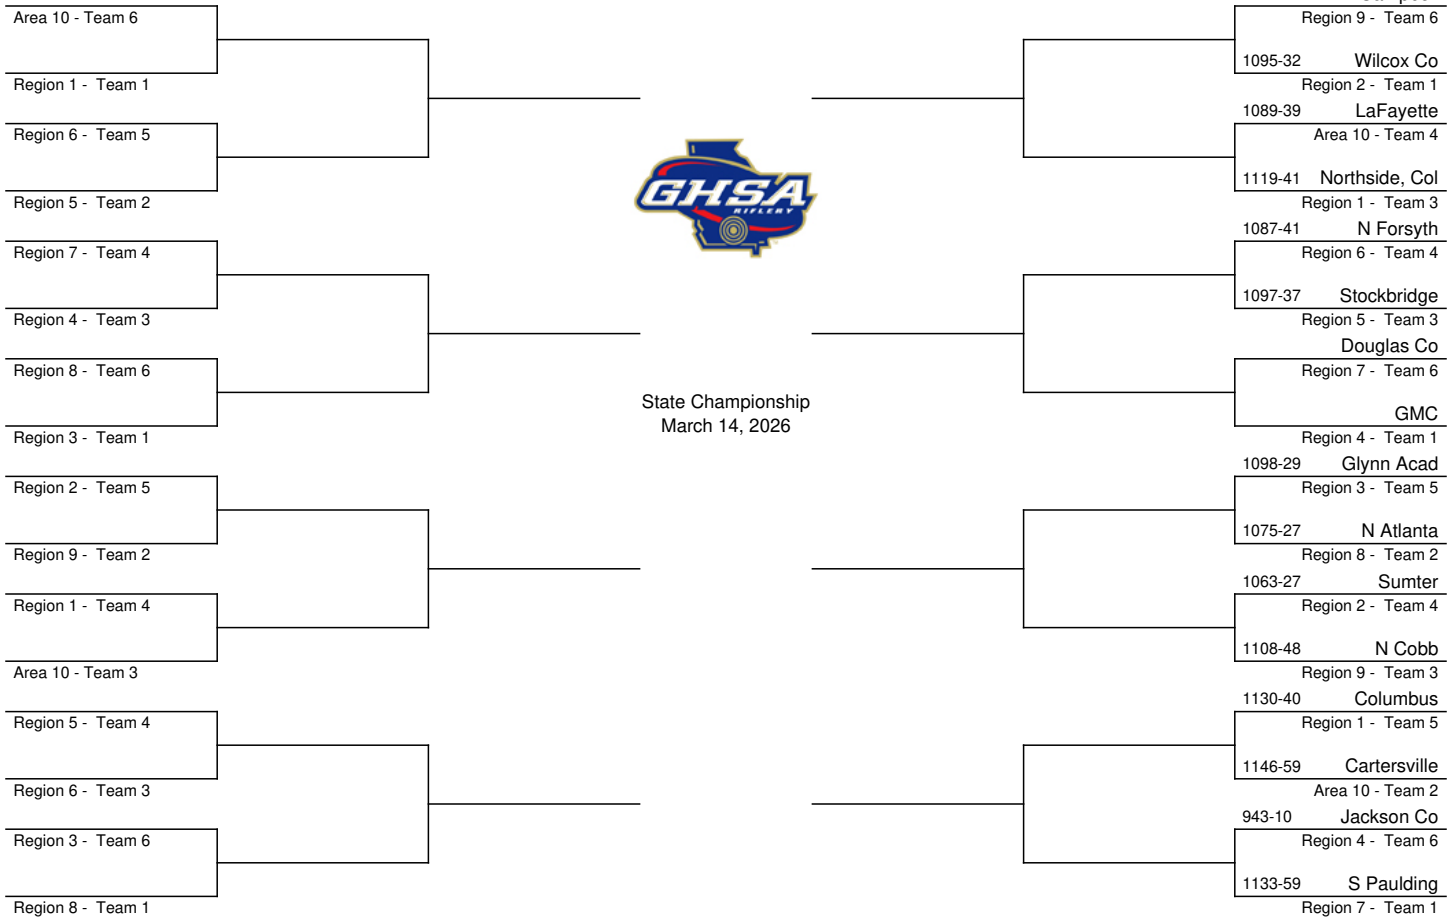 Area 10 - Team 6
Region 1 - Team 1
Region 6 - Team 5
Region 5 - Team 2
Region 7 - Team 4
Region 4 - Team 3
Region 8 - Team 6
Region 3 - Team 1
Region 2 - Team 5
Region 9 - Team 2
Region 1 - Team 4
Area 10 - Team 3
Region 5 - Team 4
Region 6 - Team 3
Region 3 - Team 6
Region 8 - Team 1
GHSA
RIFLERY
State Championship
March 14, 2026
Region 9 - Team 6
1095-32 Wilcox Co
Region 2 - Team 1
1089-39 LaFayette
Area 10 - Team 4
1119-41 Northside, Col
Region 1 - Team 3
1087-41 N Forsyth
Region 6 - Team 4
1097-37 Stockbridge
Region 5 - Team 3
Douglas Co
Region 7 - Team 6
GMC
Region 4 - Team 1
1098-29 Glynn Acad
Region 3 - Team 5
1075-27 N Atlanta
Region 8 - Team 2
1063-27 Sumter
Region 2 - Team 4
1108-48 N Cobb
Region 9 - Team 3
1130-40 Columbus
Region 1 - Team 5
1146-59 Cartersville
Area 10 - Team 2
943-10 Jackson Co
Region 4 - Team 6
1133-59 S Paulding
Region 7 - Team 1